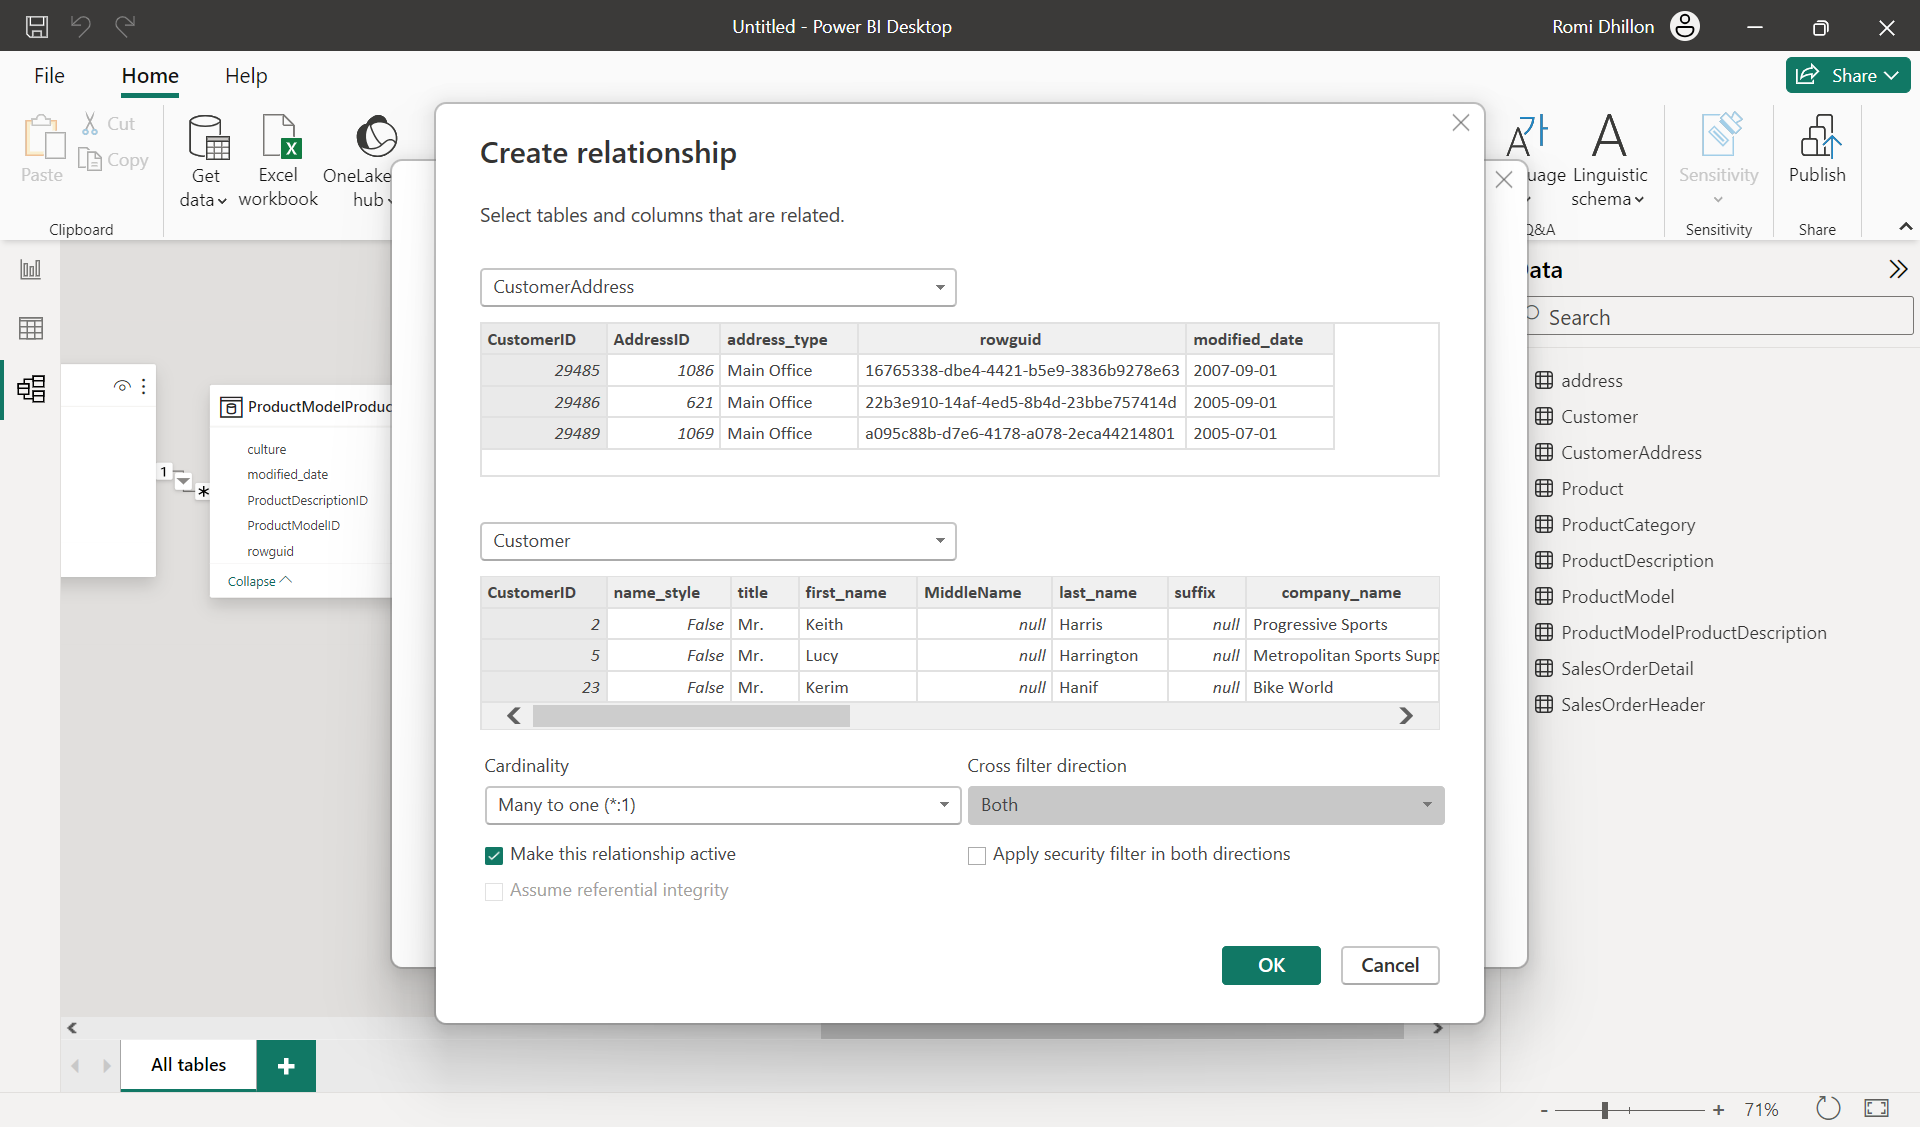 Untitled - Power BI Desktop
Romi Dhillon
File
Home
Help
Share
Paste
Cut
Copy
Clipboard
Get
data
Excel
workbook
OneLake
hub
uage
Linguistic
schema
Q&A
Sensitivity
Sensitivity
Publish
Share
Create relationship
Select tables and columns that are related.
CustomerAddress
CustomerID AddressID address_type rowguid modified_date
29485 1086 Main Office 16765338-dbe4-4421-b5e9-3836b9278e63 2007-09-01
29486 621 Main Office 22b3e910-14af-4ed5-8b4d-23bbe757414d 2005-09-01
29489 1069 Main Office a095c88b-d7e6-4178-a078-2eca44214801 2005-07-01
Customer
CustomerID name_style title first_name MiddleName last_name suffix company_name
2 False Mr. Keith null Harris null Progressive Sports
5 False Mr. Lucy null Harrington null Metropolitan Sports Supp
23 False Mr. Kerim null Hanif null Bike World
Cardinality
Many to one (*:1)
Cross filter direction
Both
Make this relationship active
Apply security filter in both directions
Assume referential integrity
OK
Cancel
1
*
ProductModelProduc
culture
modified_date
ProductDescriptionID
ProductModelID
rowguid
Collapse
ata
Search
address
Customer
CustomerAddress
Product
ProductCategory
ProductDescription
ProductModel
ProductModelProductDescription
SalesOrderDetail
SalesOrderHeader
All tables
+
- + 71%